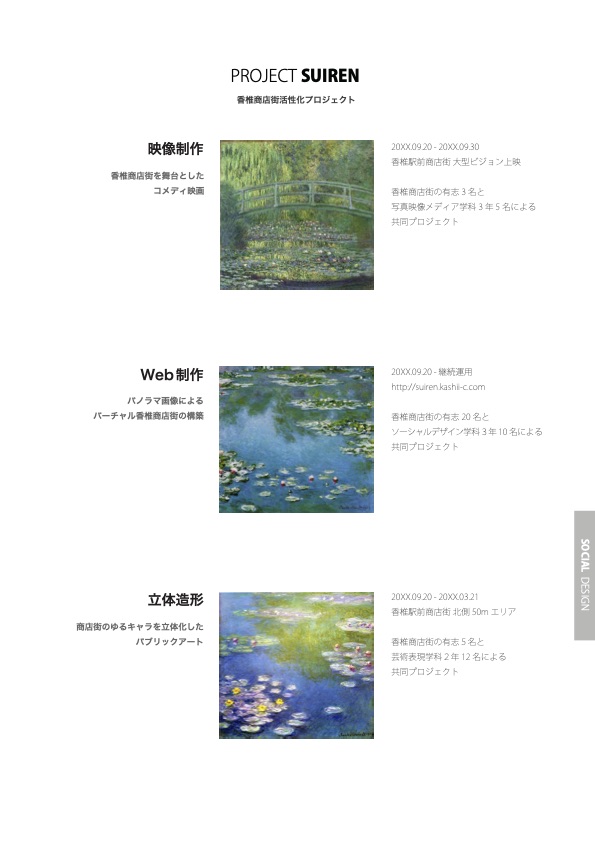 PROJECT SUIREN
香椎商店街活性化プロジェクト
映像制作
香椎商店街を舞台とした
コメディ映画
20XX.09.20 - 20XX.09.30
香椎駅前商店街 大型ビジョン上映
香椎商店街の有志 3 名と
写真映像メディア学科 3 年 5 名による
共同プロジェクト
Web 制作
パノラマ画像による
バーチャル香椎商店街の構築
20XX.09.20 - 継続運用
http://suiren.kashii-c.com
香椎商店街の有志 20 名と
ソーシャルデザイン学科 3 年 10 名による
共同プロジェクト
立体造形
商店街のゆるキャラを立体化した
パブリックアート
20XX.09.20 - 20XX.03.21
香椎駅前商店街 北側 50m エリア
香椎商店街の有志 5 名と
芸術表現学科 2 年 12 名による
共同プロジェクト
SOCIAL DESIGN